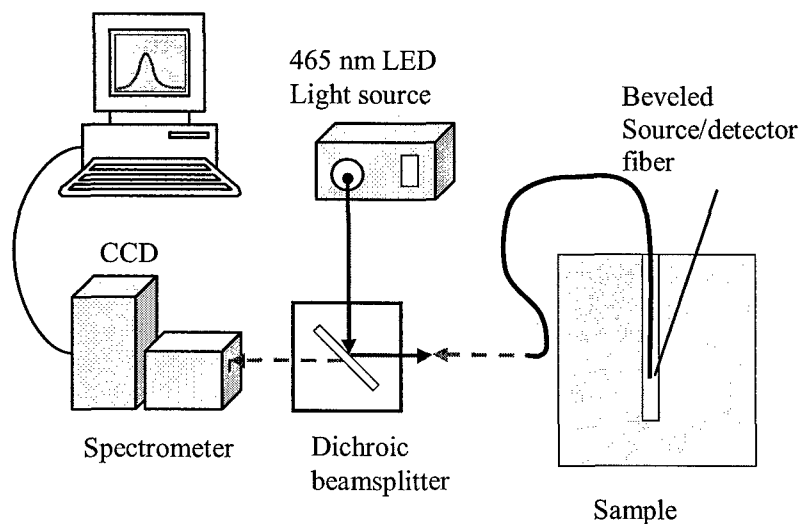 465 nm LED
Light source
Beveled
Source/detector
fiber
CCD
Spectrometer
Dichroic
beamsplitter
Sample